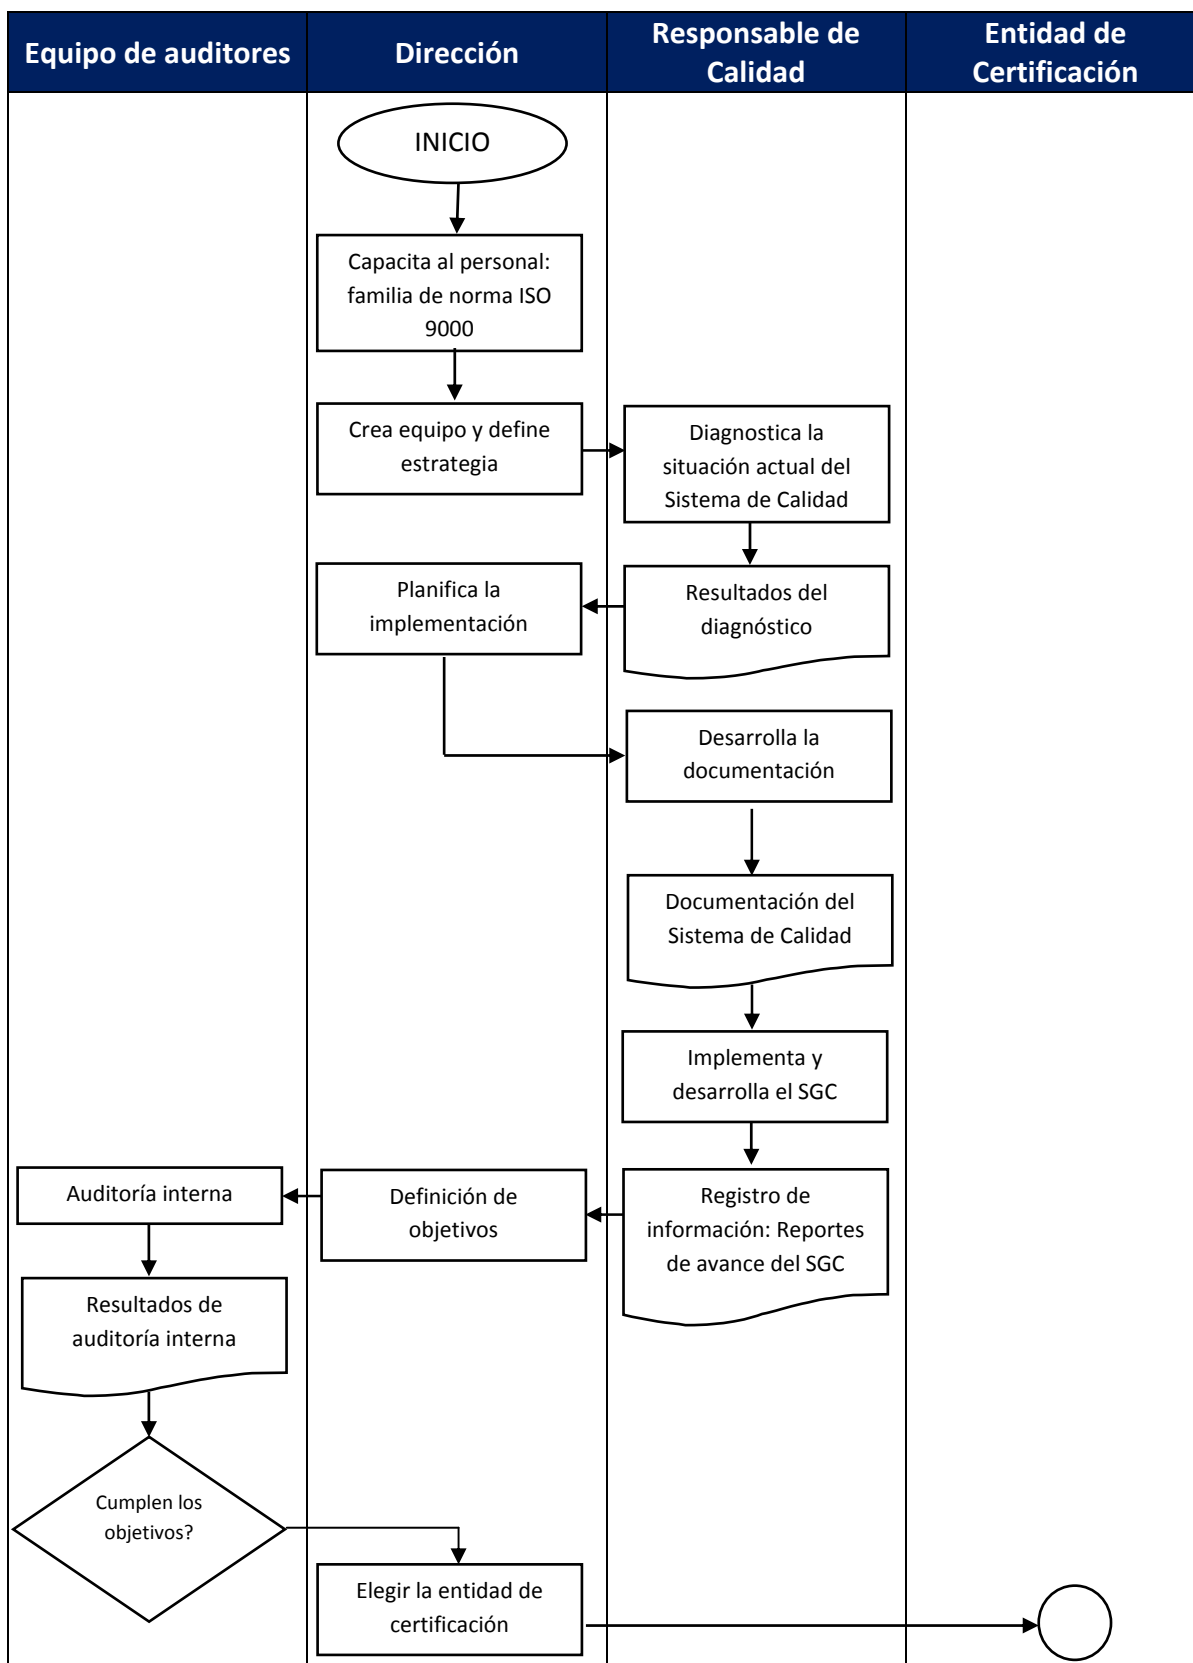 Equipo de auditores
Dirección
Responsable de
Calidad
Entidad de
Certificación
INICIO
Capacita al personal:
familia de norma ISO
9000
Crea equipo y define
estrategia
Diagnostica la
situación actual del
Sistema de Calidad
Planifica la
implementación
Resultados del
diagnóstico
Desarrolla la
documentación
Documentación del
Sistema de Calidad
Implementa y
desarrolla el SGC
Auditoría interna
Definición de
objetivos
Registro de
información: Reportes
de avance del SGC
Resultados de
auditoría interna
Cumplen los
objetivos?
Elegir la entidad de
certificación